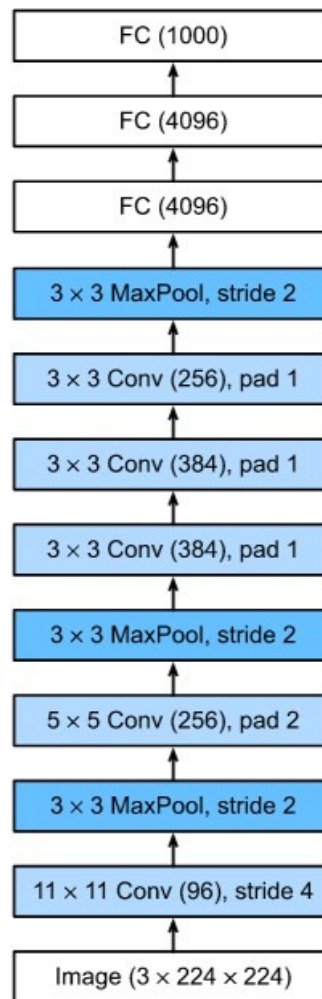 FC (1000)
FC (4096)
FC (4096)
3 × 3 MaxPool, stride 2
3 × 3 Conv (256), pad 1
3 × 3 Conv (384), pad 1
3 × 3 Conv (384), pad 1
3 × 3 MaxPool, stride 2
5 × 5 Conv (256), pad 2
3 × 3 MaxPool, stride 2
11 × 11 Conv (96), stride 4
Image (3 × 224 × 224)